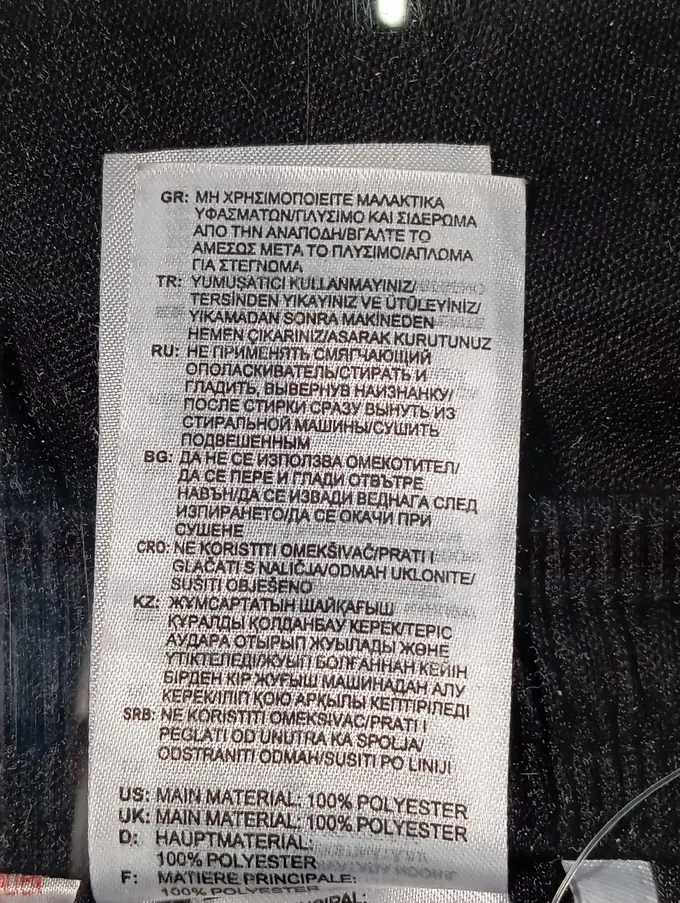 GR: ΜΗ ΧΡΗΣΙΜΟΠΟΙΕΙΤΕ ΜΑΛΑΚΤΙΚΑ
ΥΦΑΣΜΑΤΩΝ/ΠΛΥΣΙΜΟ ΚΑΙ ΣΙΔΕΡΩΜΑ
ΑΠΟ ΤΗΝ ΑΝΑΠΟΔΗ/ΒΓΑΛΤΕ ΤΟ
ΑΜΕΣΩΣ ΜΕΤΑ ΤΟ ΠΛΥΣΙΜΟ/ΑΠΛΩΜΑ
ΓΙΑ ΣΤΕΓΝΩΜΑ
TR: YUMUŞATICI KULLANMAYINIZ/
TERSİNDEN YIKAYINIZ VE ÜTÜLEYİNİZ/
YIKAMADAN SONRA MAKİNEDEN
HEMEN ÇIKARINIZ/ASARAK KURUTUNUZ
RU: НЕ ПРИМЕНЯТЬ СМЯГЧАЮЩИЙ
ОПОЛАСКИВАТЕЛЬ/СТИРАТЬ И
ГЛАДИТЬ, ВЫВЕРНУВ НАИЗНАНКУ/
ПОСЛЕ СТИРКИ СРАЗУ ВЫНУТЬ ИЗ
СТИРАЛЬНОЙ МАШИНЫ/СУШИТЬ
ПОДВЕШЕННЫМ
BG: ДА НЕ СЕ ИЗПОЛЗВА ОМЕКОТИТЕЛ/
ДА СЕ ПЕРЕ И ГЛАДИ ОТВЪТРЕ
НАВЪН/ДА СЕ ИЗВАДИ ВЕДНАГА СЛЕД
ИЗПИРАНЕТО/ДА СЕ ОКАЧИ ПРИ
СУШЕНЕ
CRO: NE KORISTITI OMEKŠIVAČ/PRATI I
GLAČATI S NALIČJA/ODMAH UKLONITE/
SUŠITI OBJEŠENO
KZ: ЖҰМСАРТАТЫН ШАЙҚАҒЫШ
ҚҰРАЛДЫ ҚОЛДАНБАУ КЕРЕК/ТЕРІС
АУДАРА ОТЫРЫП ЖУЫЛАДЫ ЖӘНЕ
ҮТІКТЕЛЕДІ/ЖУЫП БОЛҒАННАН КЕЙІН
БІРДЕН КІР ЖУҒЫШ МАШИНАДАН АЛУ
КЕРЕК/ІЛІП ҚОЮ АРҚЫЛЫ КЕПТІРІЛЕДІ
SRB: NE KORISTITI OMEKSIVAC/PRATI I
PEGLATI OD UNUTRA KA SPOLJA/
ODSTRANITI ODMAH/SUSITI PO LINIJI
US: MAIN MATERIAL: 100% POLYESTER
UK: MAIN MATERIAL: 100% POLYESTER
D: HAUPTMATERIAL:
100% POLYESTER
F: MATIERE PRINCIPALE:
100% POLYESTER